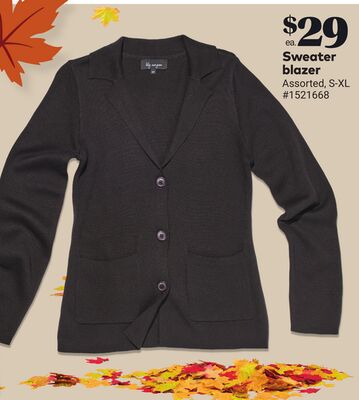 $29
ea.
Sweater
blazer
Assorted, S-XL
#1521668